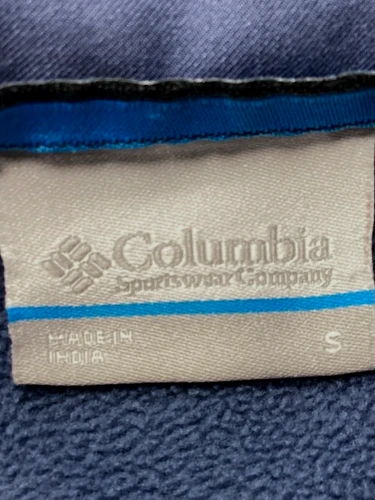 Columbia
Sportswear Company
MADE IN
INDIA
S